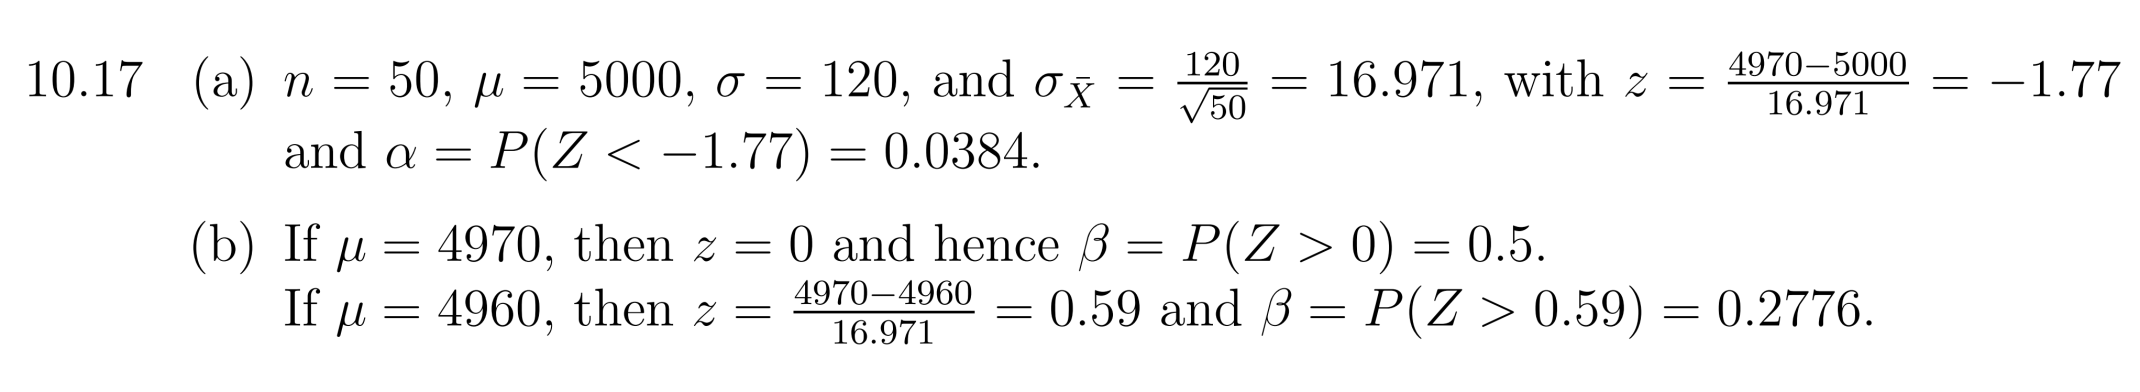 10.17 (a) n = 50, μ = 5000, σ = 120, and σ_X̄ = 120/√50 = 16.971, with z = (4970−5000)/16.971 = −1.77
and α = P(Z < −1.77) = 0.0384.
(b) If μ = 4970, then z = 0 and hence β = P(Z > 0) = 0.5.
If μ = 4960, then z = (4970−4960)/16.971 = 0.59 and β = P(Z > 0.59) = 0.2776.